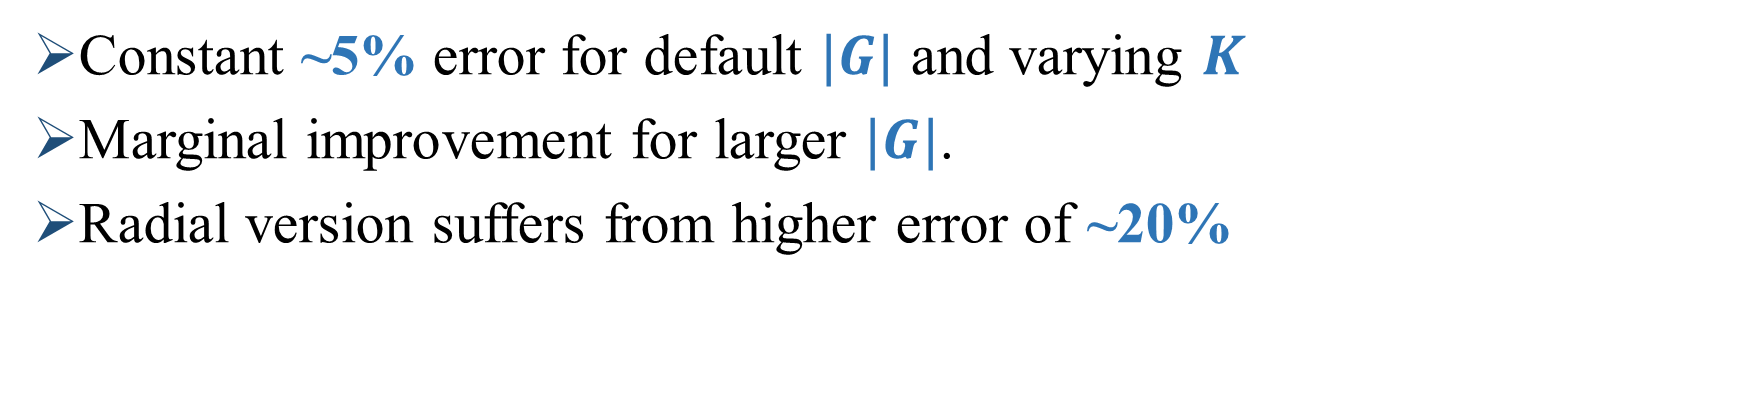 ➢Constant ~5% error for default |G| and varying K
➢Marginal improvement for larger |G|.
➢Radial version suffers from higher error of ~20%